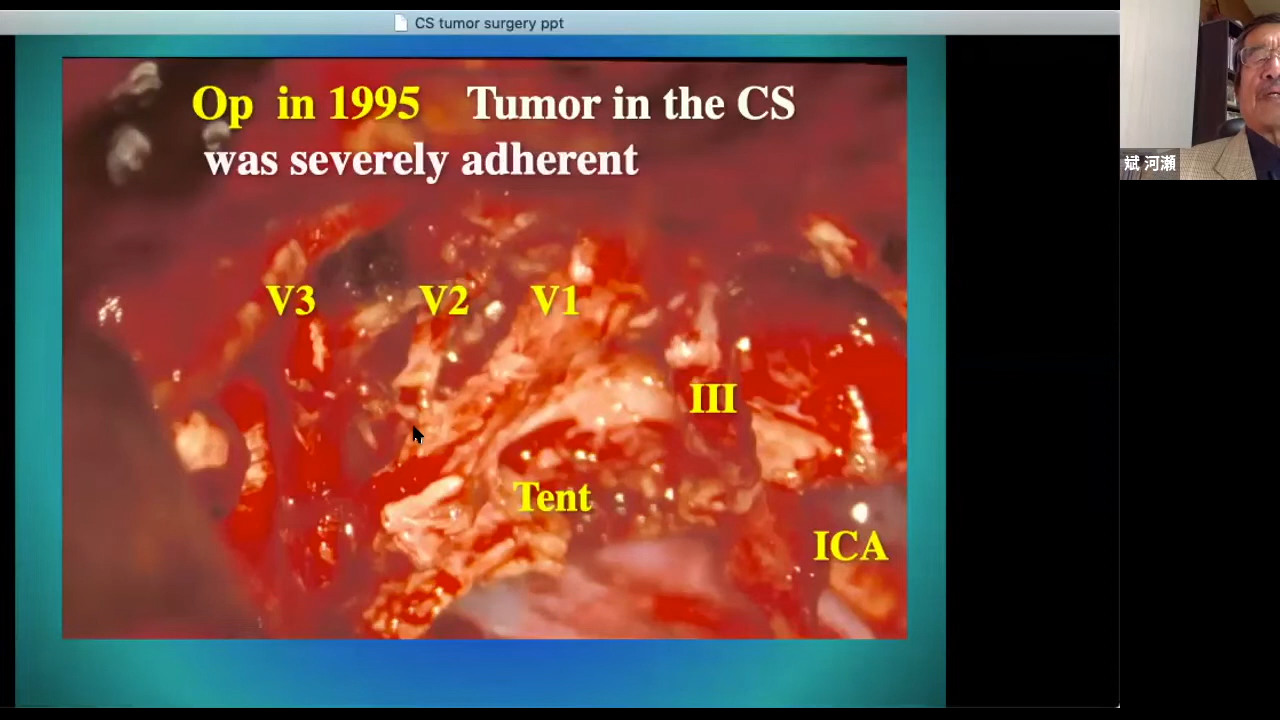 CS tumor surgery ppt
Op in 1995 Tumor in the CS
was severely adherent
V3 V2 V1
III
Tent
ICA
斌 河瀬